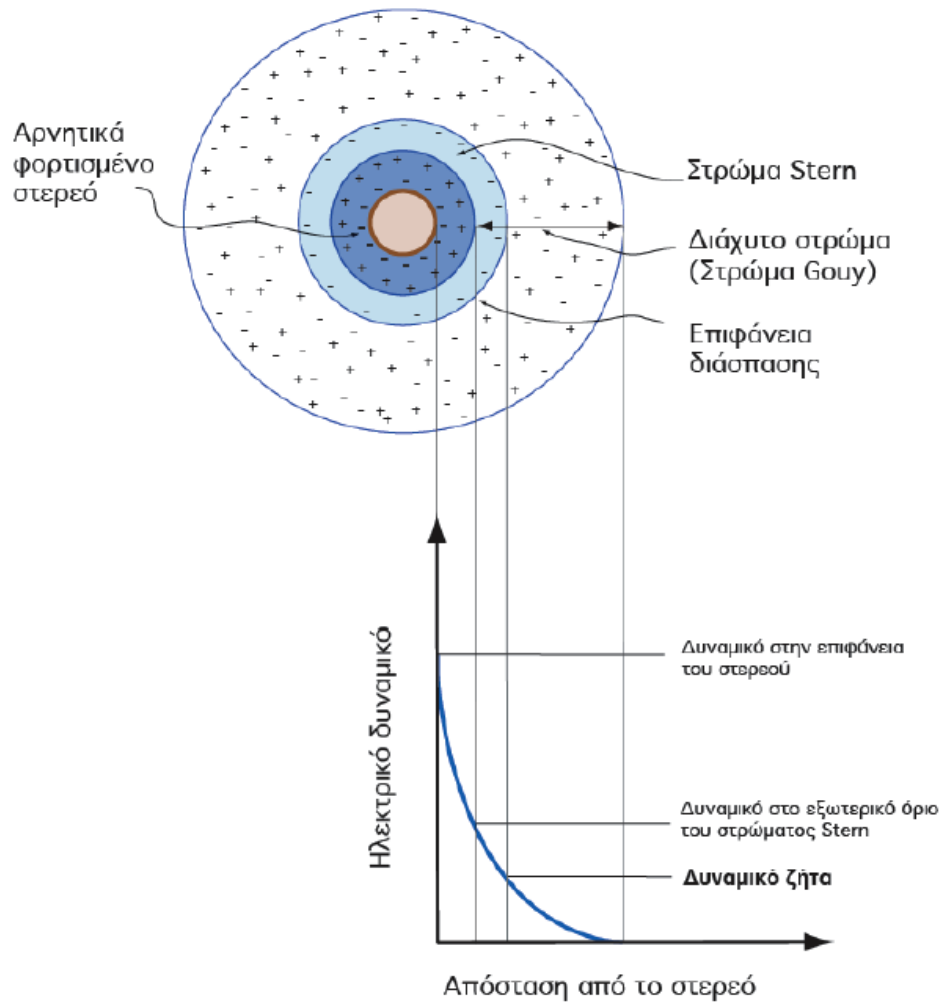 Αρνητικά
φορτισμένο
στερεό
Στρώμα Stern
Διάχυτο στρώμα
(Στρώμα Gouy)
Επιφάνεια
διάσπασης
Ηλεκτρικό δυναμικό
Δυναμικό στην επιφάνεια
του στερεού
Δυναμικό στο εξωτερικό όριο
του στρώματος Stern
Δυναμικό ζήτα
Απόσταση από το στερεό